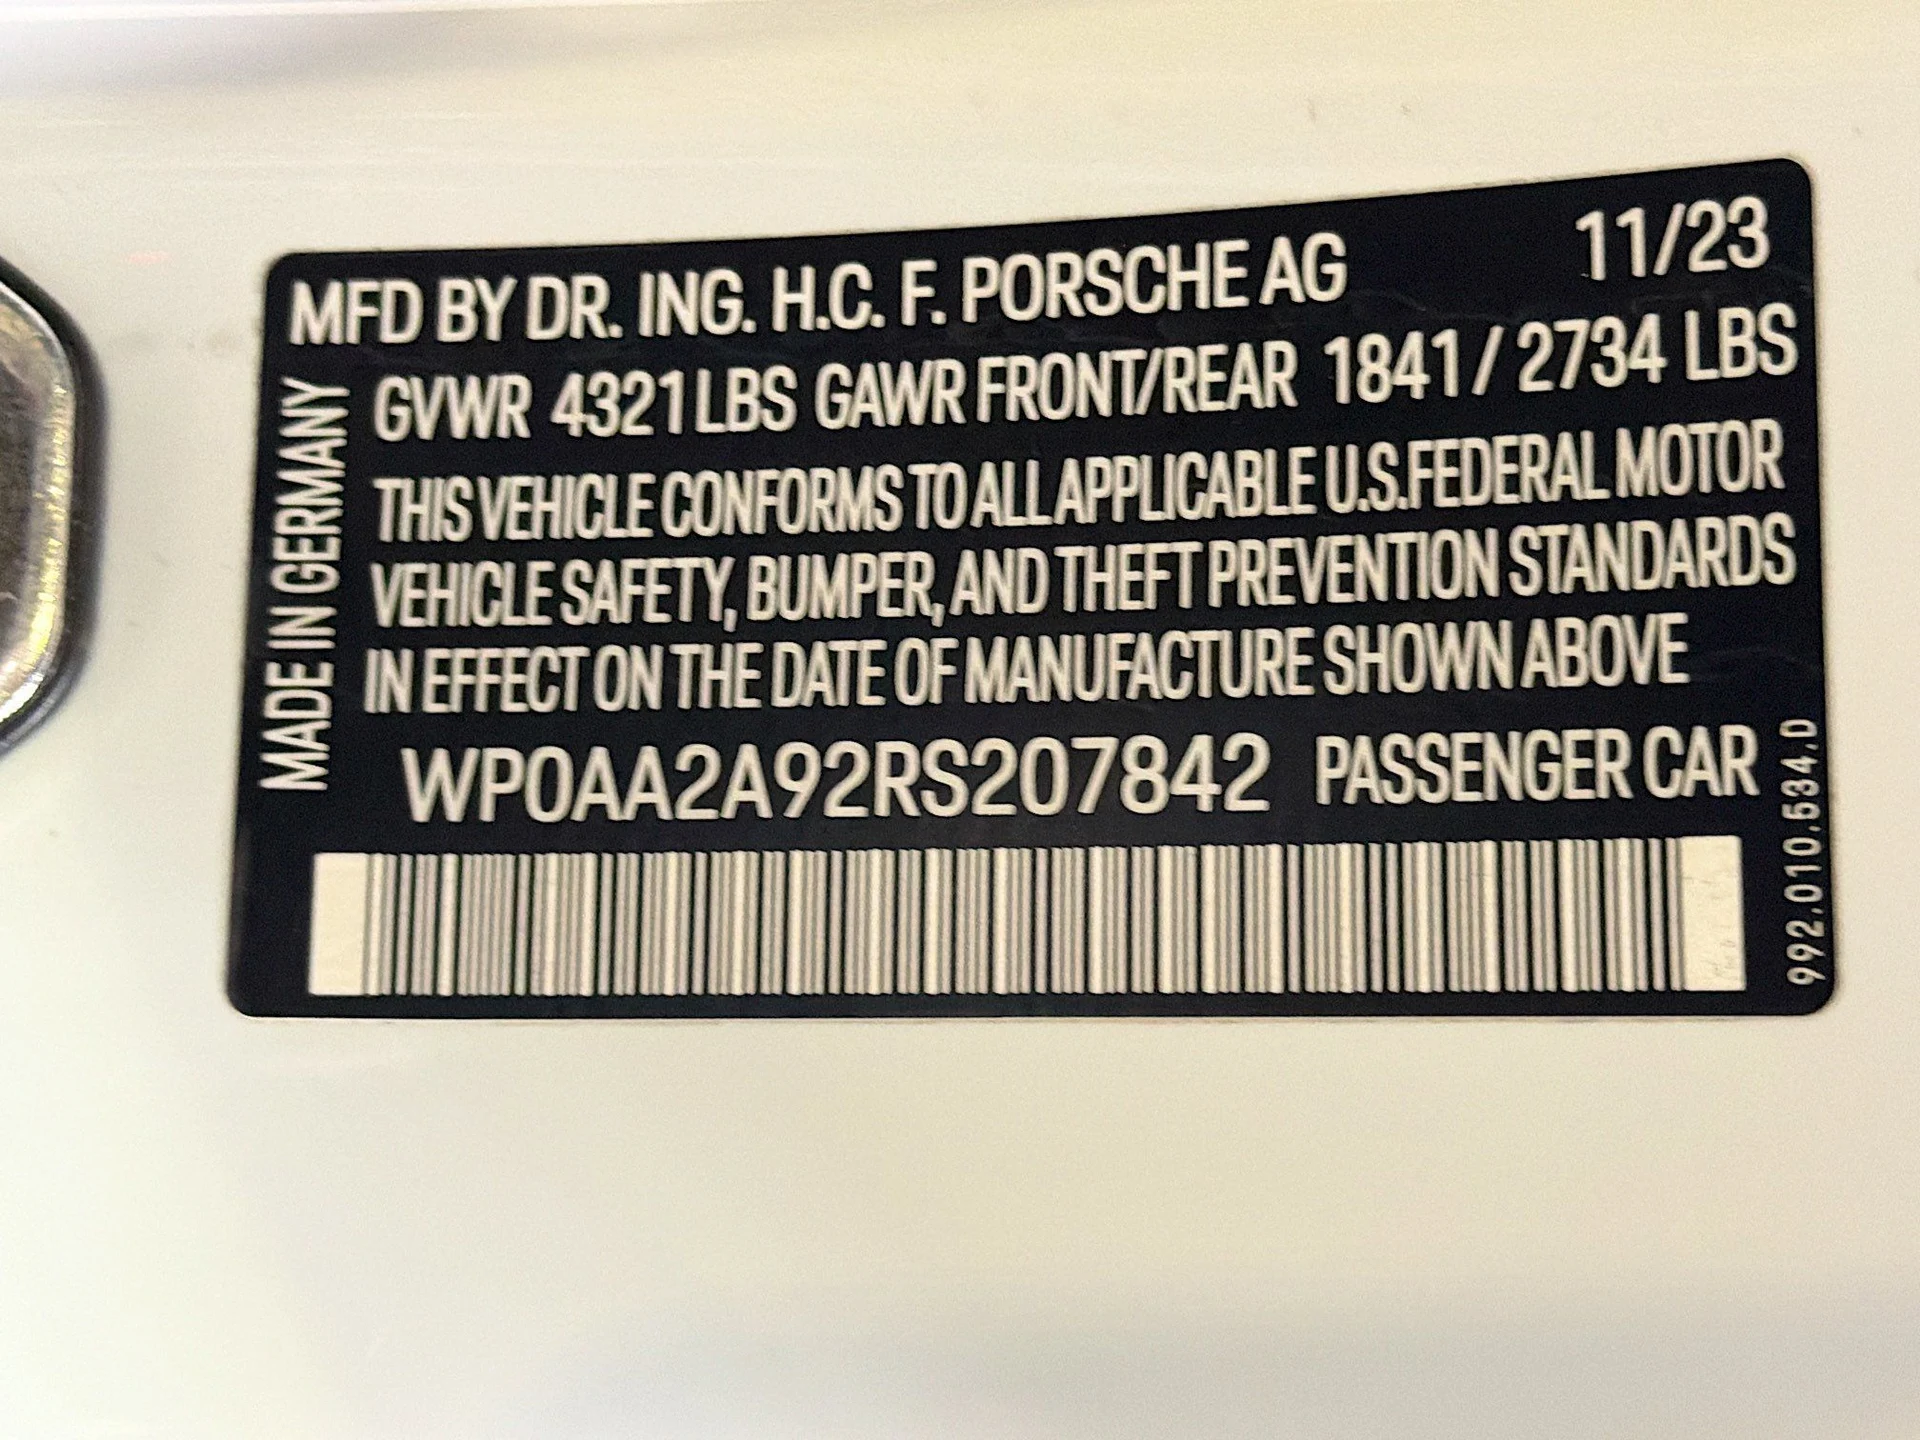 MFD BY DR. ING. H.C. F. PORSCHE AG 11/23
GVWR 4321 LBS GAWR FRONT/REAR 1841 / 2734 LBS
THIS VEHICLE CONFORMS TO ALL APPLICABLE U.S.FEDERAL MOTOR
VEHICLE SAFETY, BUMPER, AND THEFT PREVENTION STANDARDS
IN EFFECT ON THE DATE OF MANUFACTURE SHOWN ABOVE
WP0AA2A92RS207842 PASSENGER CAR
MADE IN GERMANY
992.010.534.D